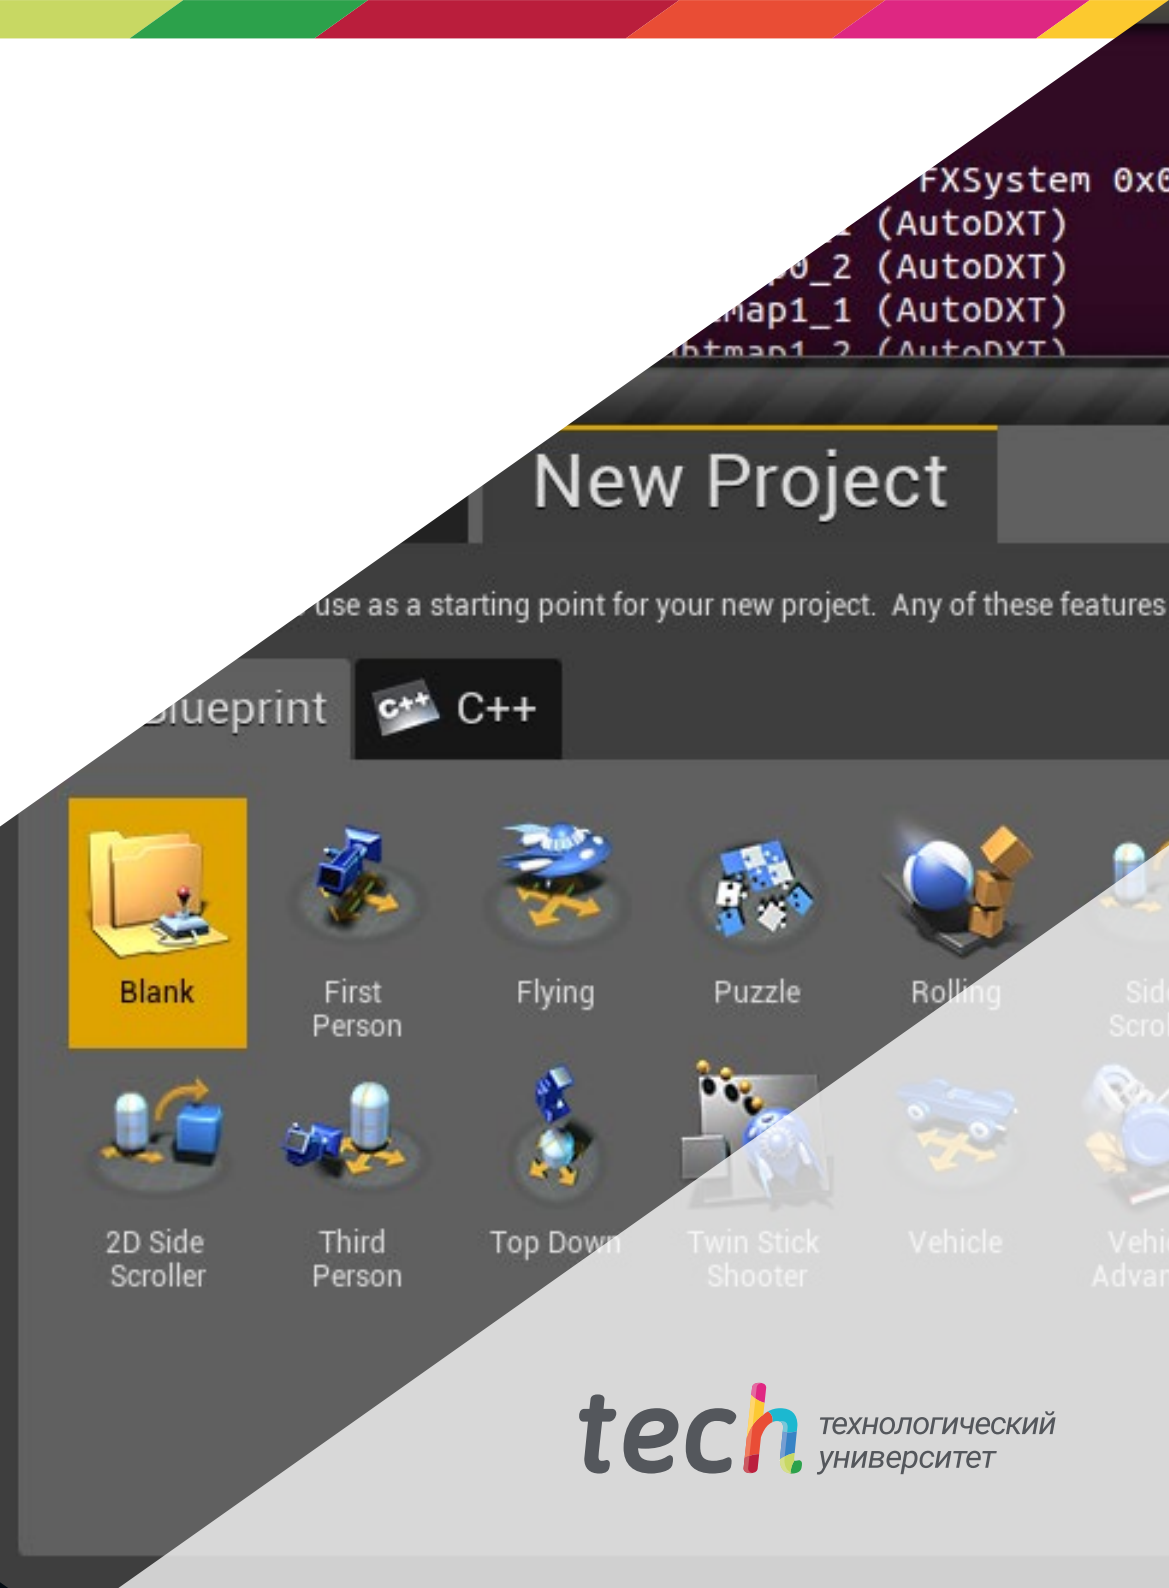 FXSystem
(AutoDXT)
(AutoDXT)
(AutoDXT)
(AutoDXT)
New Project
use as a starting point for your new project. Any of these features
Blueprint
C++
C++
Blank
First
Person
Flying
Puzzle
Rolling
2D Side
Scroller
Third
Person
Top Down
Twin Stick
Shooter
Vehicle
tech
технологический
университет